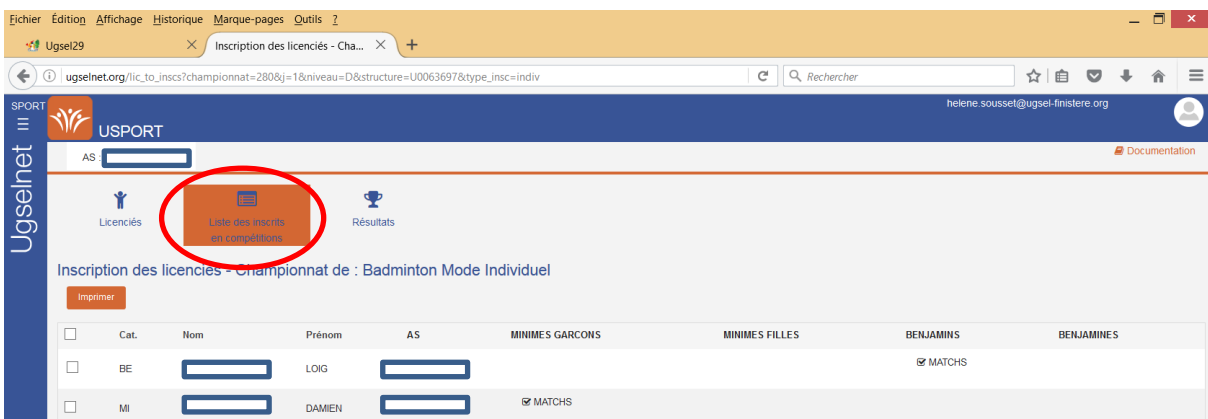 Fichier Édition Affichage Historique Marque-pages Outils ?
Ugsel29 Inscription des licenciés - Cha...
ugselnet.org/lic_to_inscs?championnat=280&j=1&niveau=D&structure=U0063697&type_insc=indiv Rechercher
SPORT
Ugselnet
USPORT helene.sousset@ugsel-finistere.org
AS : Documentation
Licenciés Liste des inscrits en compétitions Résultats
Inscription des licenciés - Championnat de : Badminton Mode Individuel
Imprimer
Cat. Nom Prénom AS MINIMES GARCONS MINIMES FILLES BENJAMINS BENJAMINES
BE LOIG MATCHS
MI DAMIEN MATCHS